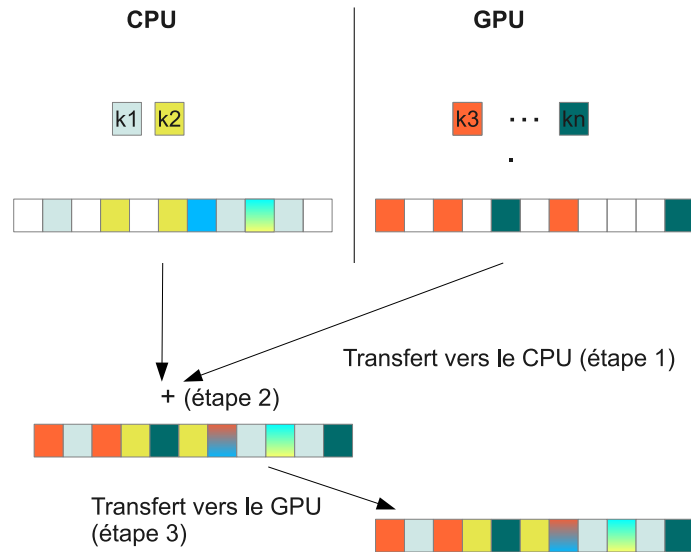 CPU
GPU
k1 k2
k3 ... kn
.
Transfert vers le CPU (étape 1)
+ (étape 2)
Transfert vers le GPU
(étape 3)